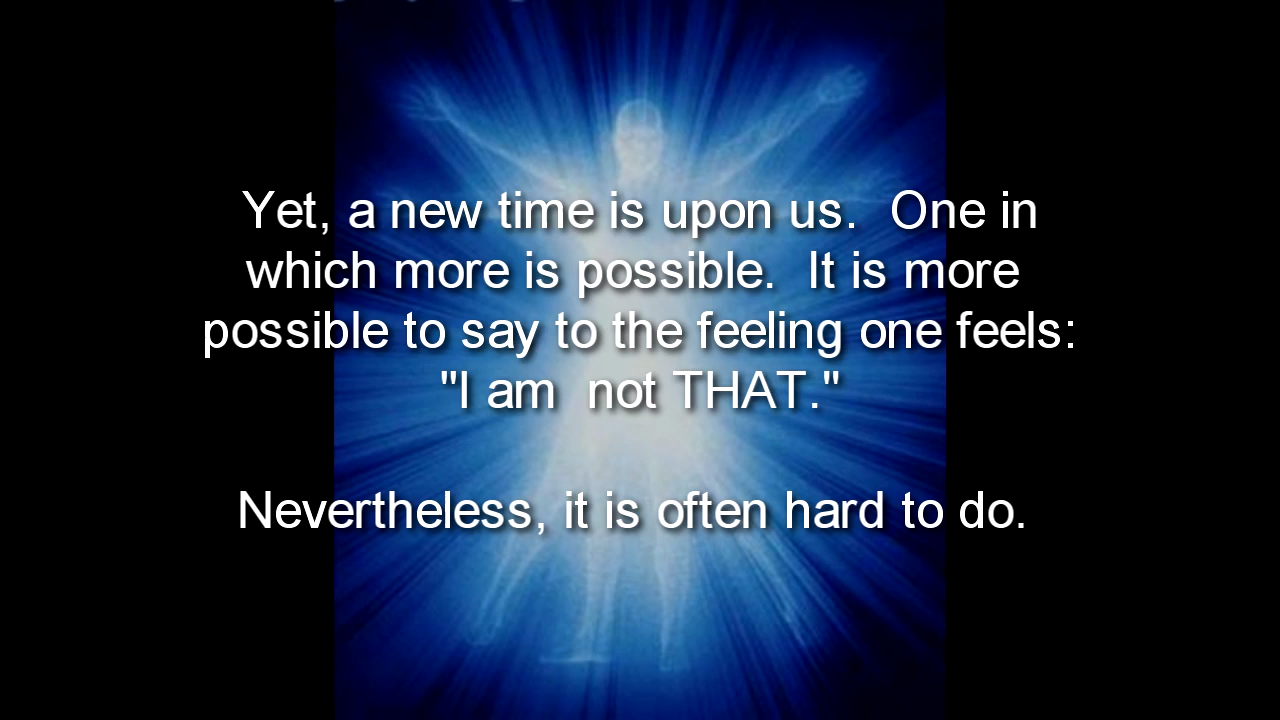 Yet, a new time is upon us.  One in
which more is possible.  It is more
possible to say to the feeling one feels:
"I am  not THAT."
Nevertheless, it is often hard to do.